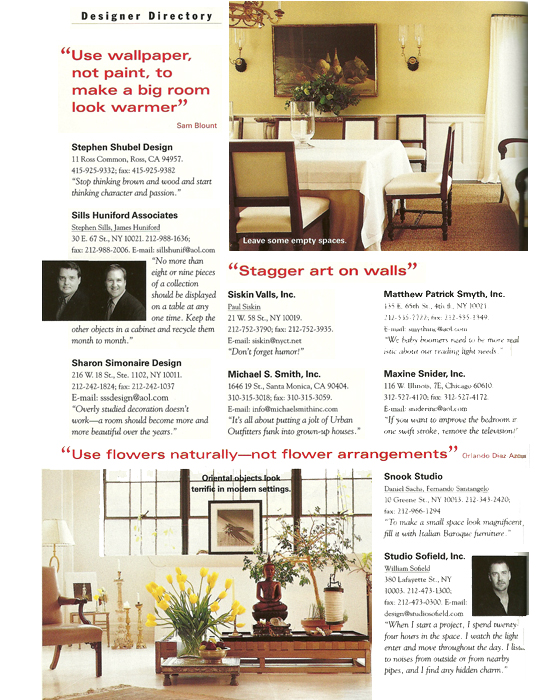 Designer Directory
“Use wallpaper,
not paint, to
make a big room
look warmer”
Sam Blount
Stephen Shubel Design
11 Ross Common, Ross, CA 94957.
415-925-9332; fax: 415-925-9382
“Stop thinking brown and wood and start
thinking character and passion.”
Sills Huniford Associates
Stephen Sills, James Huniford
30 E. 67 St., NY 10021. 212-988-1636;
fax: 212-988-2006. E-mail: sillshunif@aol.com
“No more than
eight or nine pieces
of a collection
should be displayed
on a table at any
one time. Keep the
other objects in a cabinet and recycle them
month to month.”
Sharon Simonaire Design
216 W. 18 St., Ste. 1102, NY 10011.
212-242-1824; fax: 212-242-1037
E-mail: sssdesign@aol.com
“Overly studied decoration doesn't
work—a room should become more and
more beautiful over the years.”
Leave some empty spaces.
“Stagger art on walls”
Siskin Valls, Inc.
Paul Siskin
21 W. 58 St., NY 10019.
212-752-3790; fax: 212-752-3935.
E-mail: siskin@nyct.net
“Don't forget humor!”
Michael S. Smith, Inc.
1646 19 St., Santa Monica, CA 90404.
310-315-3018; fax: 310-315-3059.
E-mail: info@michaelsmithinc.com
“It's all about putting a jolt of Urban
Outfitters funk into grown-up houses.”
Matthew Patrick Smyth, Inc.
E. 65th St., NY 10021
fax: 212-535-3349.
E-mail:
“We baby boomers need to be more real
istic about our reading light needs.”
Maxine Snider, Inc.
116 W. Illinois, 7E, Chicago 60610.
312-527-4170; fax: 312-527-4172.
E-mail:
“If you want to improve the bedroom in
one swift stroke, remove the television!”
“Use flowers naturally—not flower arrangements” Orlando Diaz-Azcuy
Oriental objects look
terrific in modern settings.
Snook Studio
Daniel Sachs, Fernando Santangelo
10 Greene St., NY 10013. 212-343-2420;
fax: 212-966-1294
“To make a small space look magnificent,
fill it with Italian Baroque furniture.”
Studio Sofield, Inc.
William Sofield
380 Lafayette St., NY
10003. 212-473-1300;
fax: 212-473-0300. E-mail:
design@studiosofield.com
“When I start a project, I spend twenty-
four hours in the space. I watch the light
enter and move throughout the day. I
to noises from outside or from nearby
pipes, and I find any hidden charm.”